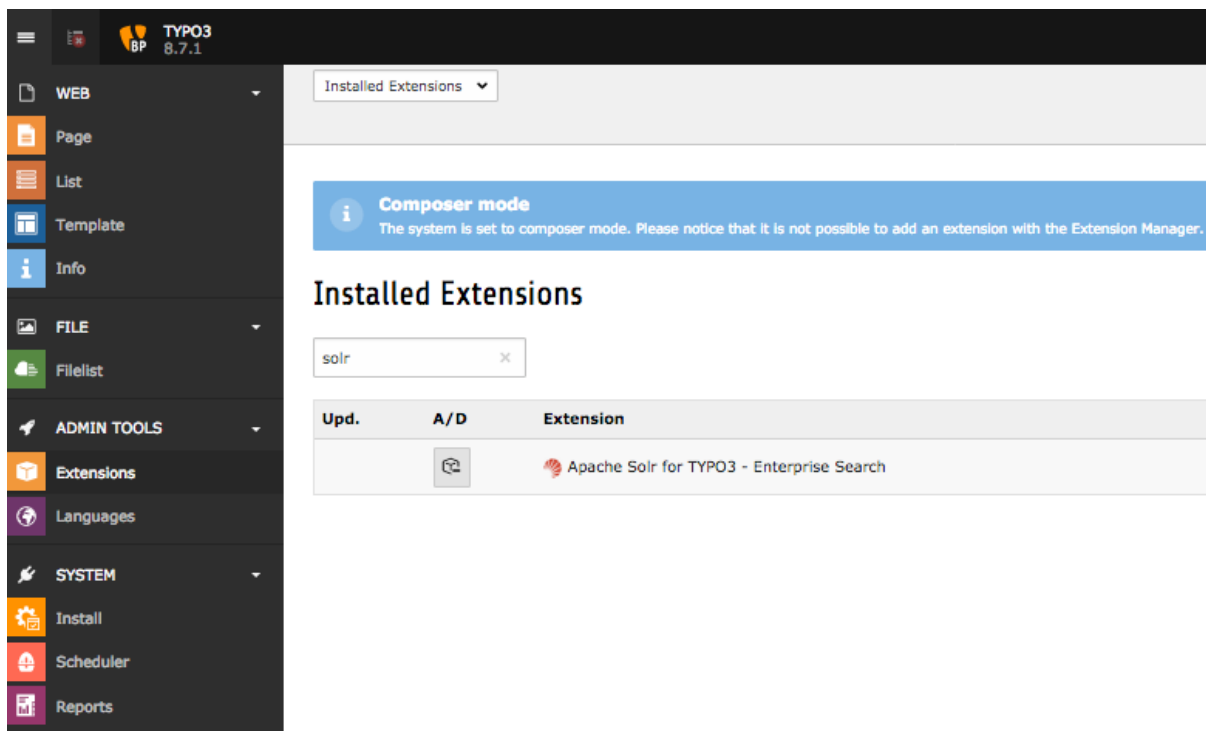 TYPO3
BP
8.7.1
WEB
Page
List
Template
Info
FILE
Filelist
ADMIN TOOLS
Extensions
Languages
SYSTEM
Install
Scheduler
Reports
Installed Extensions
Composer mode
The system is set to composer mode. Please notice that it is not possible to add an extension with the Extension Manager.
Installed Extensions
solr
Upd. A/D Extension
Apache Solr for TYPO3 - Enterprise Search